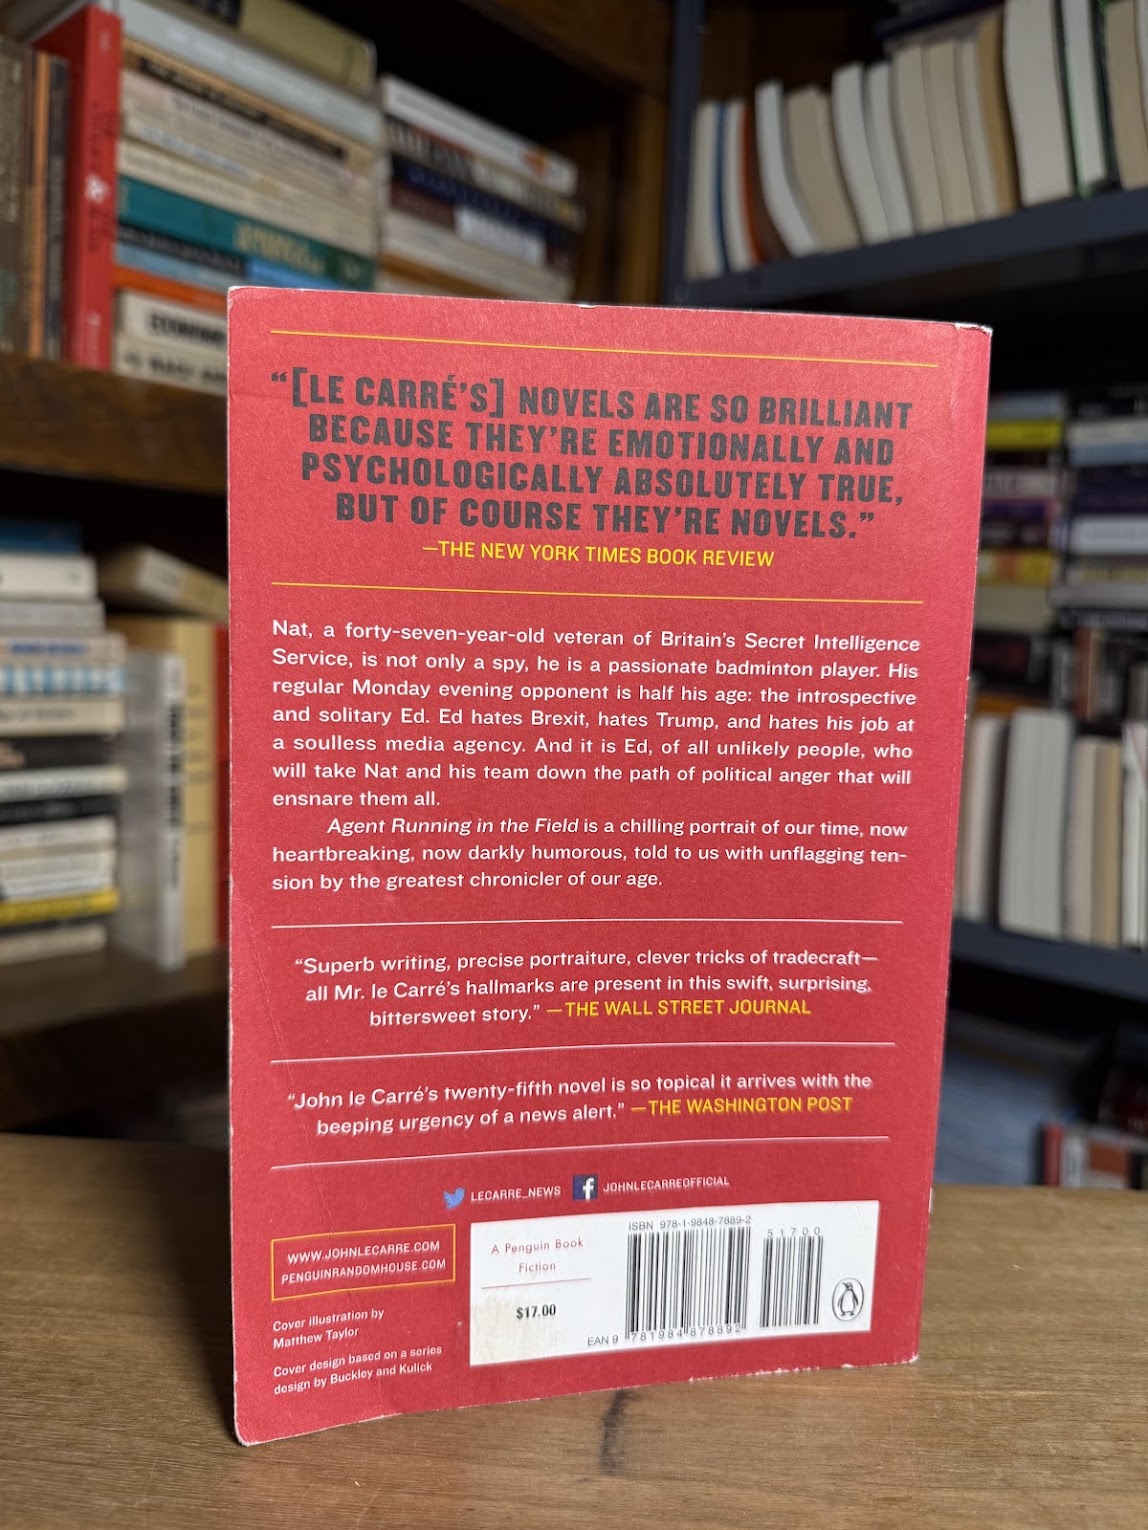 “[LE CARRÉ’S] NOVELS ARE SO BRILLIANT
BECAUSE THEY’RE EMOTIONALLY AND
PSYCHOLOGICALLY ABSOLUTELY TRUE,
BUT OF COURSE THEY’RE NOVELS.”
—THE NEW YORK TIMES BOOK REVIEW
Nat, a forty-seven-year-old veteran of Britain’s Secret Intelligence
Service, is not only a spy, he is a passionate badminton player. His
regular Monday evening opponent is half his age: the introspective
and solitary Ed. Ed hates Brexit, hates Trump, and hates his job at
a soulless media agency. And it is Ed, of all unlikely people, who
will take Nat and his team down the path of political anger that will
ensnare them all.
Agent Running in the Field is a chilling portrait of our time, now
heartbreaking, now darkly humorous, told to us with unflagging ten-
sion by the greatest chronicler of our age.
“Superb writing, precise portraiture, clever tricks of tradecraft—
all Mr. le Carré’s hallmarks are present in this swift, surprising,
bittersweet story.” —THE WALL STREET JOURNAL
“John le Carré’s twenty-fifth novel is so topical it arrives with the
beeping urgency of a news alert.” —THE WASHINGTON POST
LECARRE_NEWS JOHNLECARREOFFICIAL
WWW.JOHNLECARRE.COM
PENGUINRANDOMHOUSE.COM
Cover illustration by
Matthew Taylor
Cover design based on a series
design by Buckley and Kulick
A Penguin Book
Fiction
$17.00
ISBN 978-1-9848-7889-2
51700
EAN 9 781984 878892